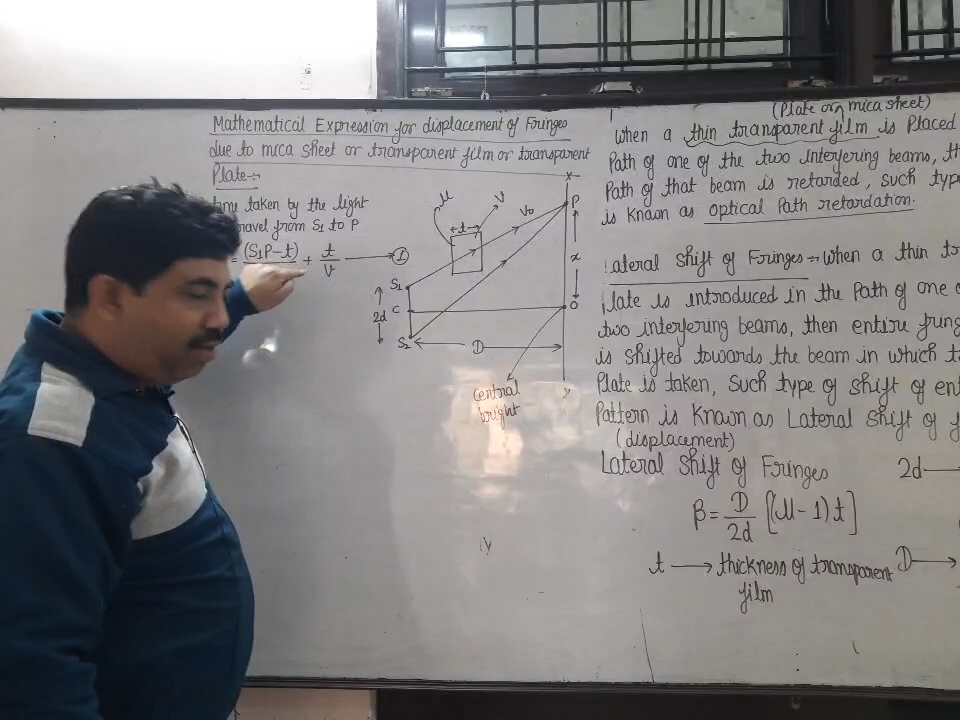 Mathematical Expression for displacement of Fringes
due to mica sheet or transparent film or transparent
Plate :-
time taken by the light
travel from S1 to P
= (S1P-t) + t/v → ①
μ
t
v
v₀
X
P
x
S1
C
2d
O
S2
D
Central
bright
y
(Plate or mica sheet)
When a thin transparent film is Placed
Path of one of the two interfering beams, th
Path of that beam is retarded, such type
is known as optical Path retardation.
Lateral Shift of Fringes :- When a thin tr
Plate is introduced in the Path of one o
two interfering beams, then entire fring
is shifted towards the beam in which t
Plate is taken, Such type of shift of ent
Pattern is known as Lateral Shift of f
(displacement)
Lateral Shift of Fringes
2d →
β = D/2d [(μ-1)t]
t → thickness of transparent
film
D →